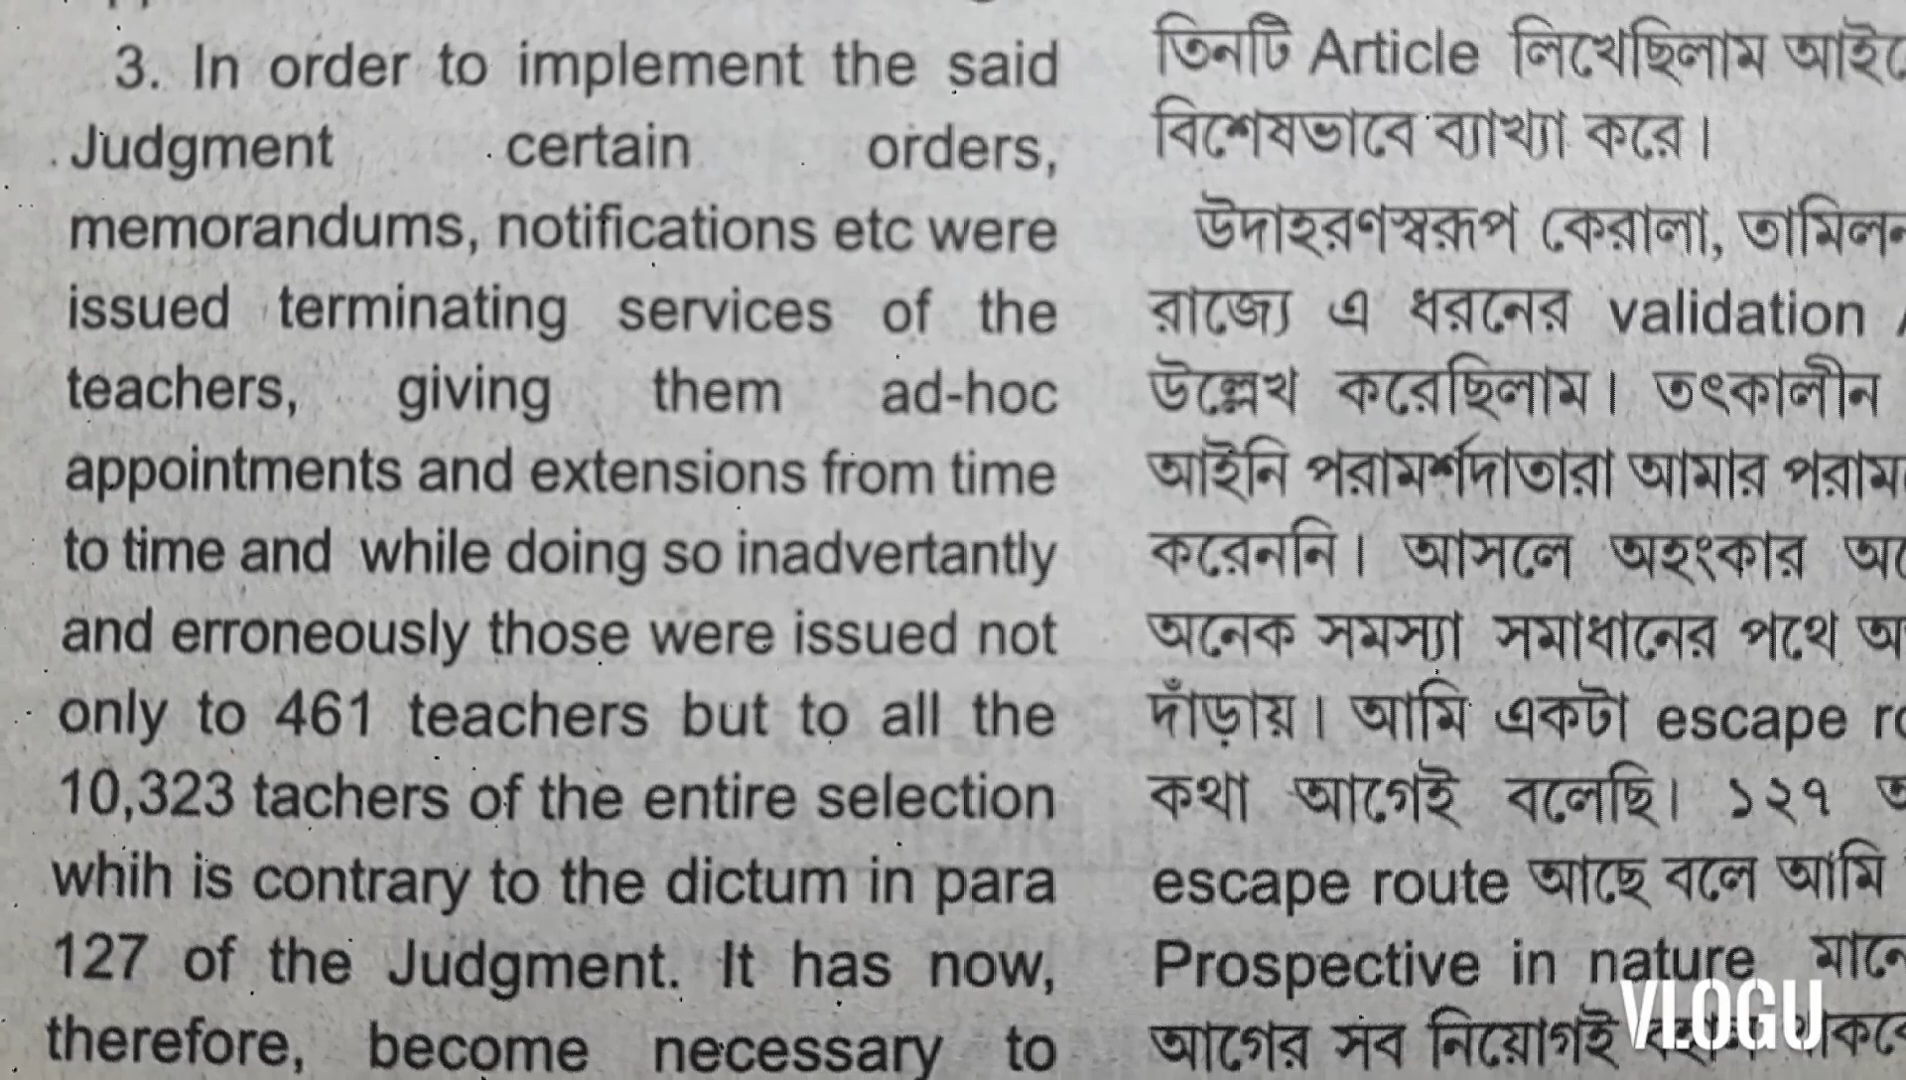 3. In order to implement the said
Judgment certain orders,
memorandums, notifications etc were
issued terminating services of the
teachers, giving them ad-hoc
appointments and extensions from time
to time and while doing so inadvertantly
and erroneously those were issued not
only to 461 teachers but to all the
10,323 tachers of the entire selection
whih is contrary to the dictum in para
127 of the Judgment. It has now,
therefore, become necessary to
তিনটি Article লিখেছিলাম
বিশেষভাবে ব্যাখ্যা করে।
উদাহরণস্বরূপ কেরালা,
রাজ্যে এ ধরনের validation
উল্লেখ করেছিলাম। তৎকালীন
আইনি পরামর্শদাতারা আমার
করেননি। আসলে অহংকার
অনেক সমস্যা সমাধানের পথে
দাঁড়ায়। আমি একটা escape
কথা আগেই বলেছি। ১২৭
escape route আছে বলে আমি
Prospective in nature
আগের সব নিয়োগই
VLOGU